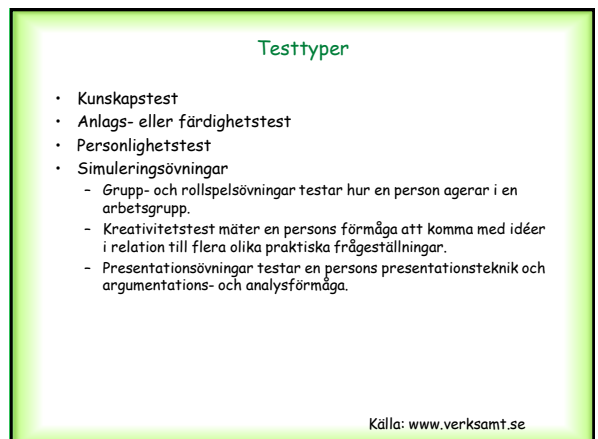 Testtyper
• Kunskapstest
• Anlags- eller färdighetstest
• Personlighetstest
• Simuleringsövningar
– Grupp- och rollspelsövningar testar hur en person agerar i en
arbetsgrupp.
– Kreativitetstest mäter en persons förmåga att komma med idéer
i relation till flera olika praktiska frågeställningar.
– Presentationsövningar testar en persons presentationsteknik och
argumentations- och analysförmåga.
Källa: www.verksamt.se